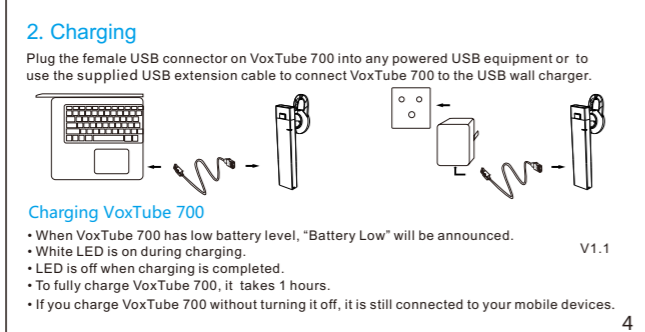 2. Charging
Plug the female USB connector on VoxTube 700 into any powered USB equipment or to
use the supplied USB extension cable to connect VoxTube 700 to the USB wall charger.
Charging VoxTube 700
• When VoxTube 700 has low battery level, “Battery Low” will be announced.
• White LED is on during charging.
V1.1
• LED is off when charging is completed.
• To fully charge VoxTube 700, it takes 1 hours.
• If you charge VoxTube 700 without turning it off, it is still connected to your mobile devices.
4